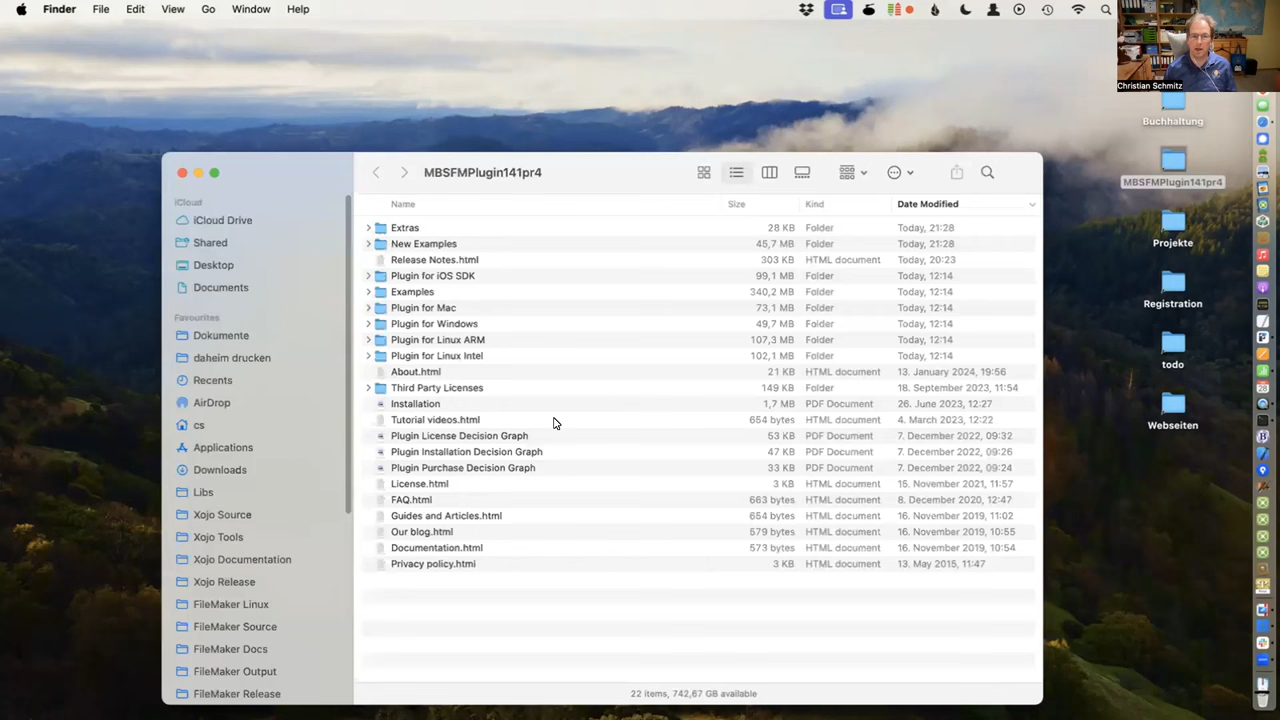 Finder File Edit View Go Window Help
Christian Schmitz
Buchhaltung
MBSFMPlugin141pr4
Projekte
Registration
todo
Webseiten
MBSFMPlugin141pr4
iCloud
iCloud Drive
Shared
Desktop
Documents
Favourites
Dokumente
daheim drucken
Recents
AirDrop
cs
Applications
Downloads
Libs
Xojo Source
Xojo Tools
Xojo Documentation
Xojo Release
FileMaker Linux
FileMaker Source
FileMaker Docs
FileMaker Output
FileMaker Release
Name Size Kind Date Modified
Extras 28 KB Folder Today, 21:28
New Examples 45,7 MB Folder Today, 21:28
Release Notes.html 303 KB HTML document Today, 20:23
Plugin for iOS SDK 99,1 MB Folder Today, 12:14
Examples 340,2 MB Folder Today, 12:14
Plugin for Mac 73,1 MB Folder Today, 12:14
Plugin for Windows 49,7 MB Folder Today, 12:14
Plugin for Linux ARM 107,3 MB Folder Today, 12:14
Plugin for Linux Intel 102,1 MB Folder Today, 12:14
About.html 21 KB HTML document 13. January 2024, 19:56
Third Party Licenses 149 KB Folder 18. September 2023, 11:54
Installation 1,7 MB PDF Document 26. June 2023, 12:27
Tutorial videos.html 654 bytes HTML document 4. March 2023, 12:22
Plugin License Decision Graph 53 KB PDF Document 7. December 2022, 09:32
Plugin Installation Decision Graph 47 KB PDF Document 7. December 2022, 09:26
Plugin Purchase Decision Graph 33 KB PDF Document 7. December 2022, 09:24
License.html 3 KB HTML document 15. November 2021, 11:57
FAQ.html 663 bytes HTML document 8. December 2020, 12:47
Guides and Articles.html 654 bytes HTML document 16. November 2019, 11:02
Our blog.html 579 bytes HTML document 16. November 2019, 10:55
Documentation.html 573 bytes HTML document 16. November 2019, 10:54
Privacy policy.html 3 KB HTML document 13. May 2015, 11:47
22 items, 742,67 GB available